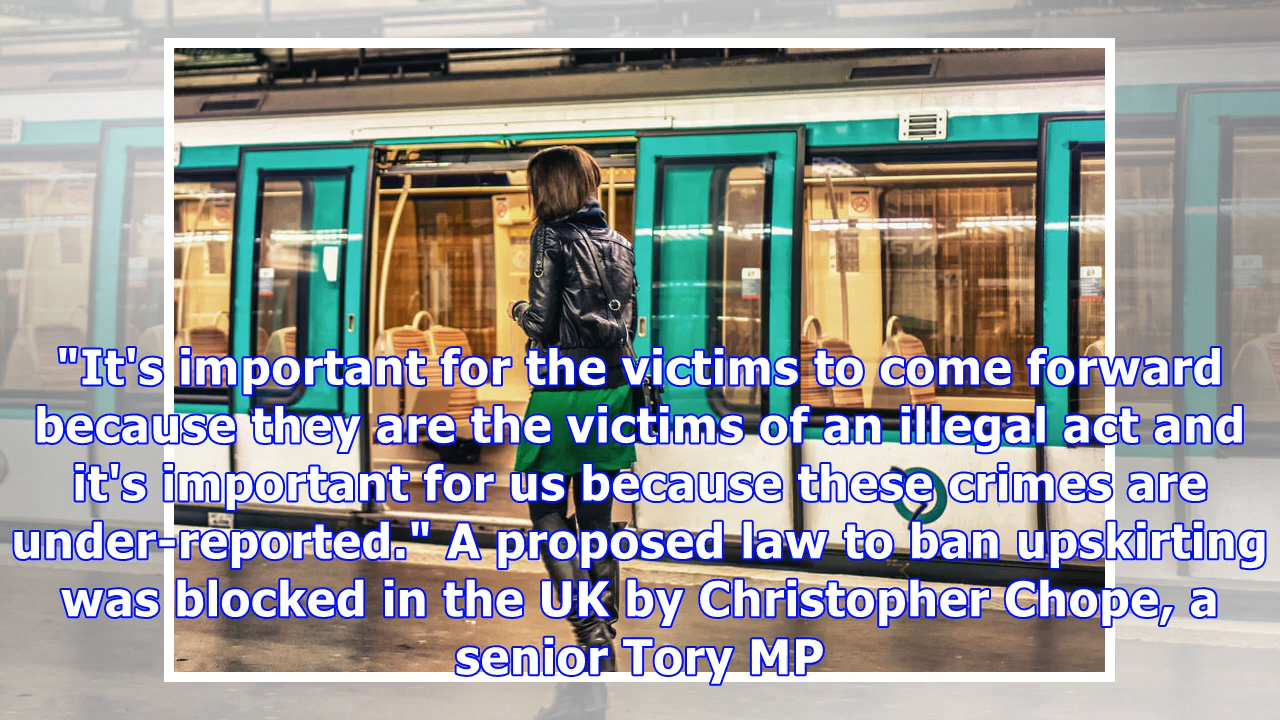 "It's important for the victims to come forward
because they are the victims of an illegal act and
it's important for us because these crimes are
under-reported." A proposed law to ban upskirting
was blocked in the UK by Christopher Chope, a
senior Tory MP